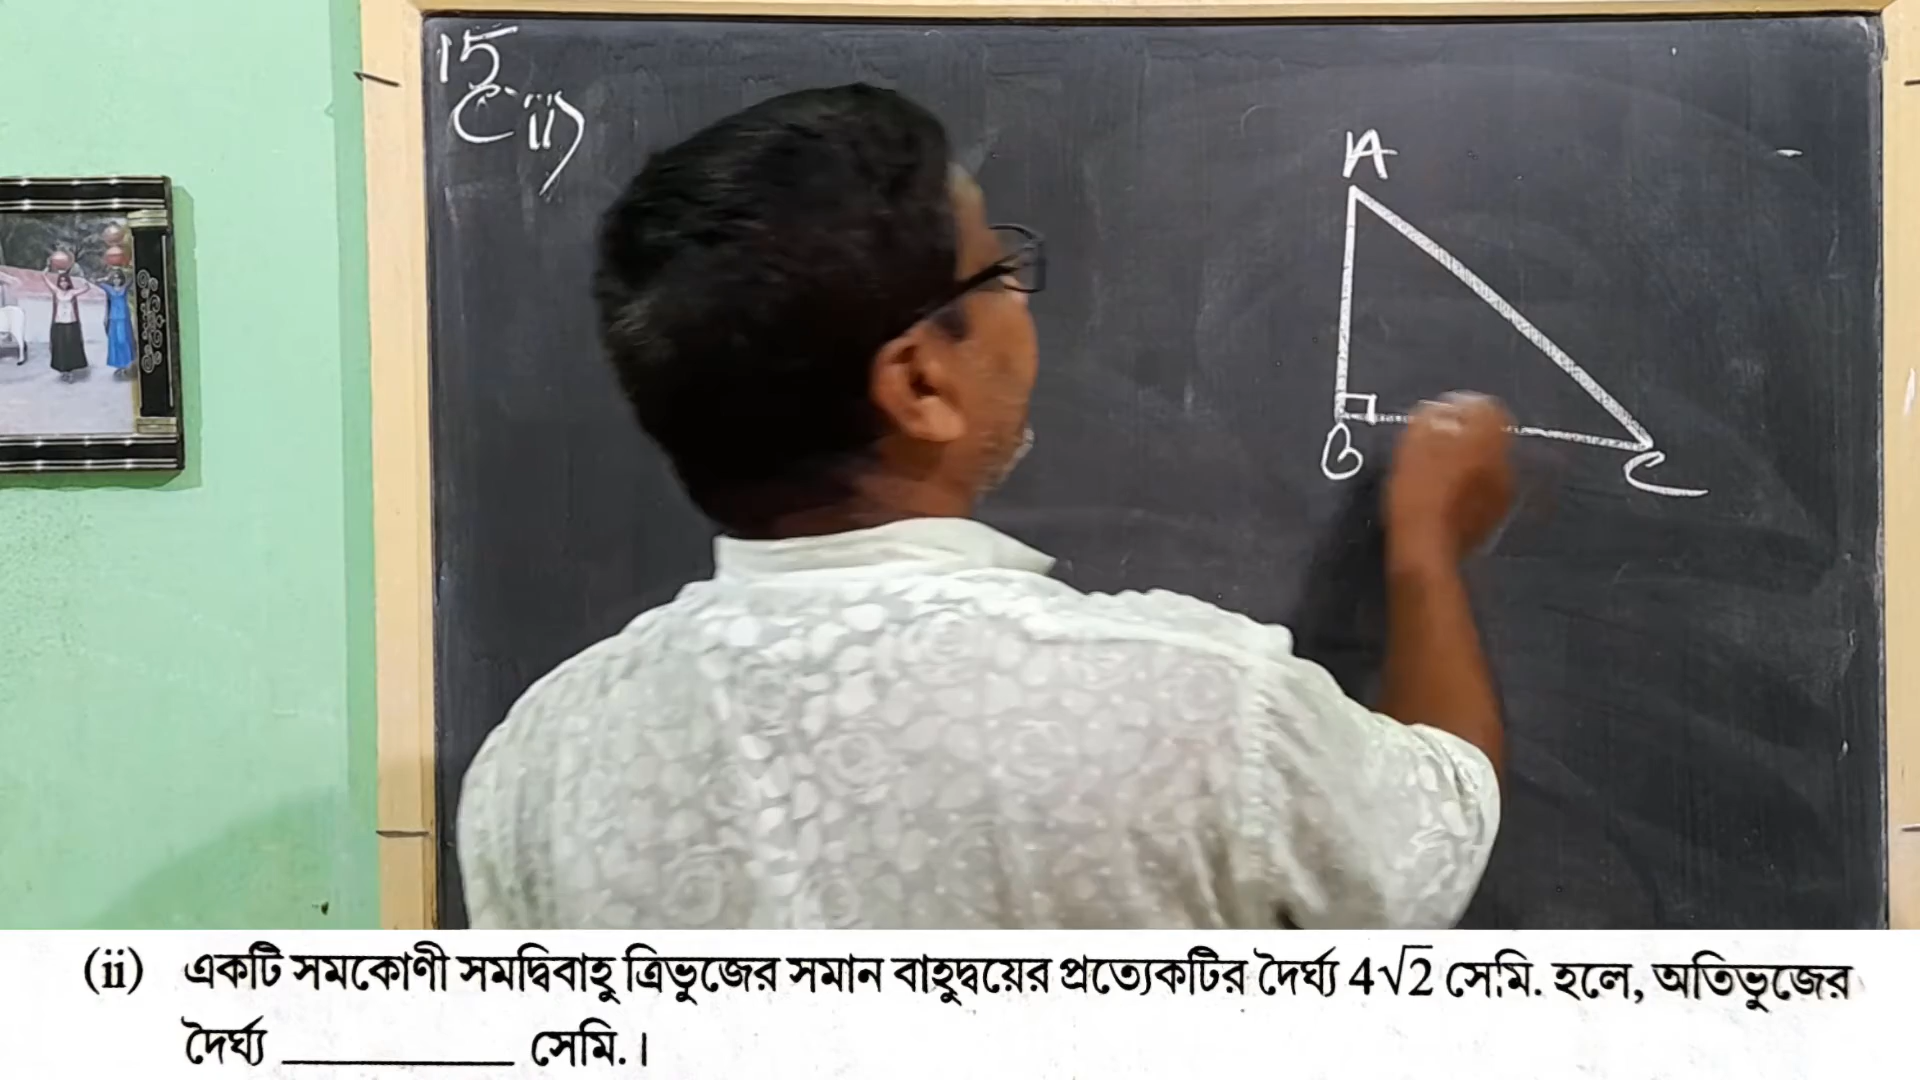 15.
(ii)
A
B
C
(ii) একটি সমকোণী সমদ্বিবাহু ত্রিভুজের সমান বাহুদ্বয়ের প্রত্যেকটির দৈর্ঘ্য 4√2 সেমি. হলে, অতিভুজের
দৈর্ঘ্য __________ সেমি.।